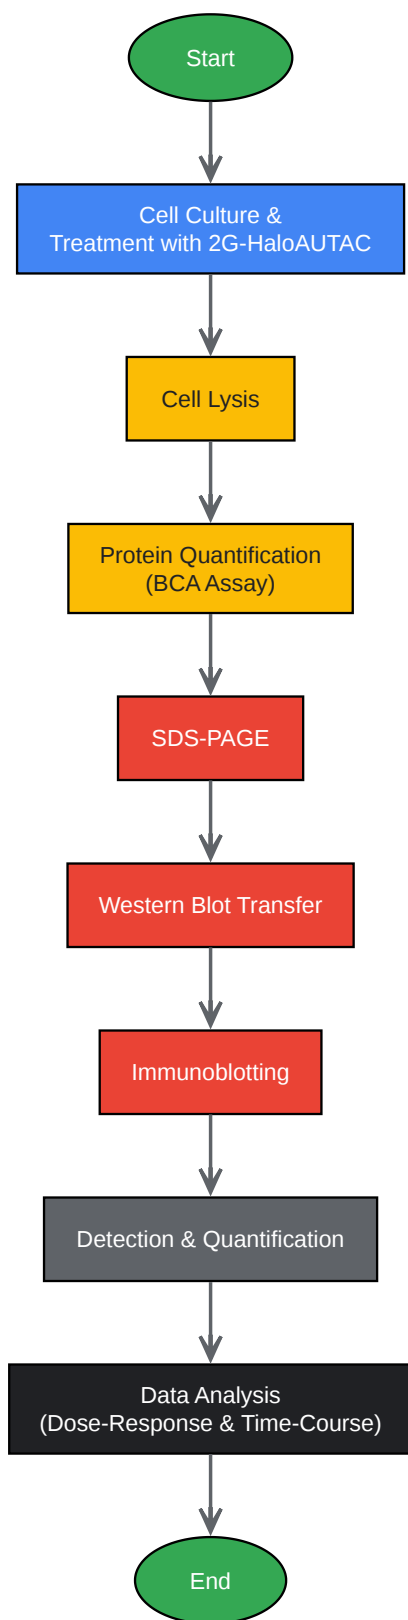 Start
Cell Culture &
Treatment with 2G-HaloAUTAC
Cell Lysis
Protein Quantification
(BCA Assay)
SDS-PAGE
Western Blot Transfer
Immunoblotting
Detection & Quantification
Data Analysis
(Dose-Response & Time-Course)
End